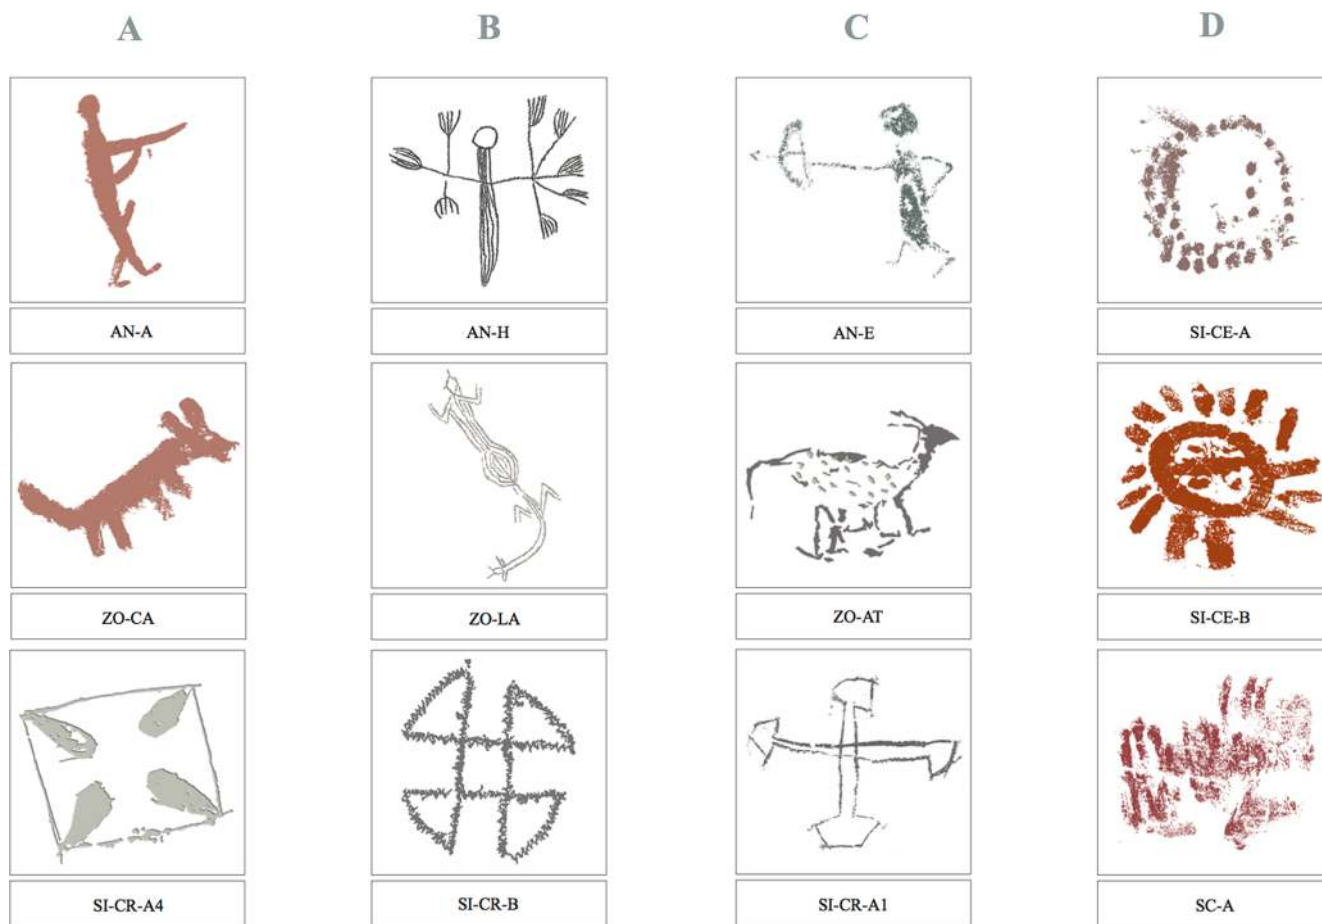 A B C D
AN-A AN-H AN-E SI-CE-A
ZO-CA ZO-LA ZO-AT SI-CE-B
SI-CR-A4 SI-CR-B SI-CR-A1 SC-A